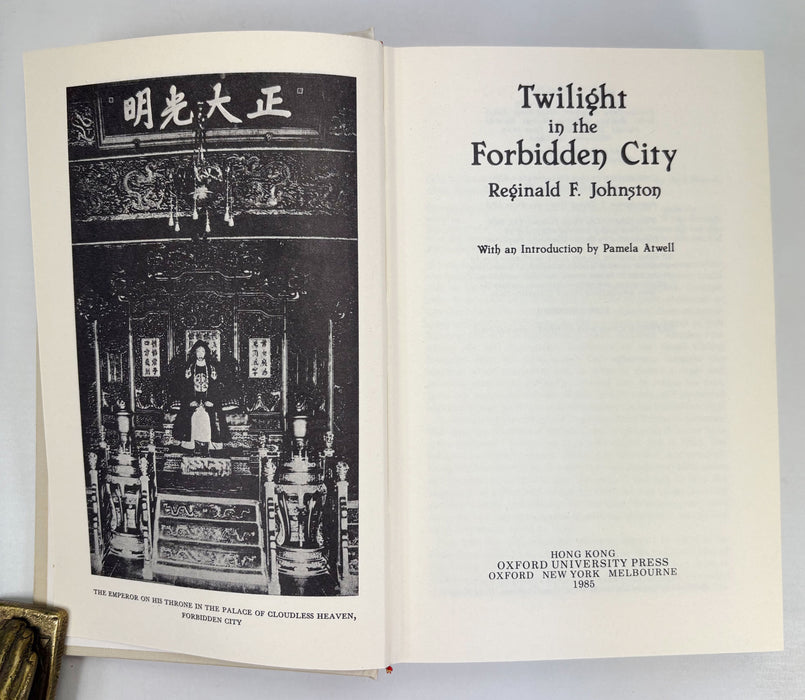 明光大正
THE EMPEROR ON HIS THRONE IN THE PALACE OF CLOUDLESS HEAVEN,
FORBIDDEN CITY
Twilight
in the
Forbidden City
Reginald F. Johnston
With an Introduction by Pamela Atwell
HONG KONG
OXFORD UNIVERSITY PRESS
OXFORD NEW YORK MELBOURNE
1985